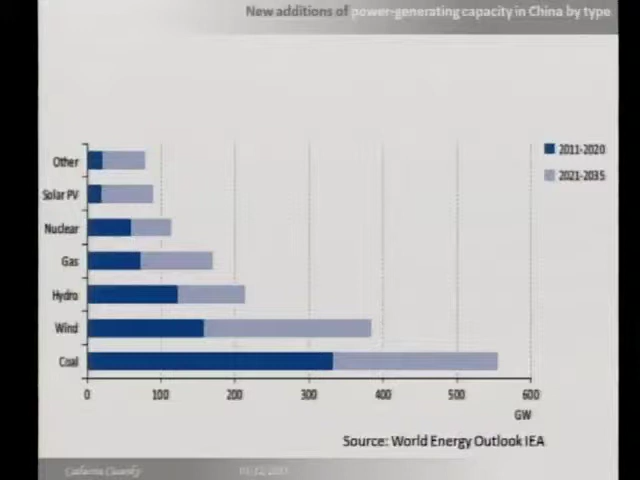 New additions of power-generating capacity in China by type
2011-2020
2021-2035
Other
Solar PV
Nuclear
Gas
Hydro
Wind
Coal
0 100 200 300 400 500 600
GW
Source: World Energy Outlook IEA